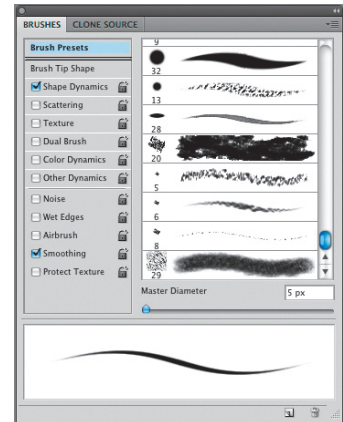 BRUSHES CLONE SOURCE
Brush Presets
Brush Tip Shape
Shape Dynamics
Scattering
Texture
Dual Brush
Color Dynamics
Other Dynamics
Noise
Wet Edges
Airbrush
Smoothing
Protect Texture
9
32
13
28
20
5
6
8
29
Master Diameter
5 px